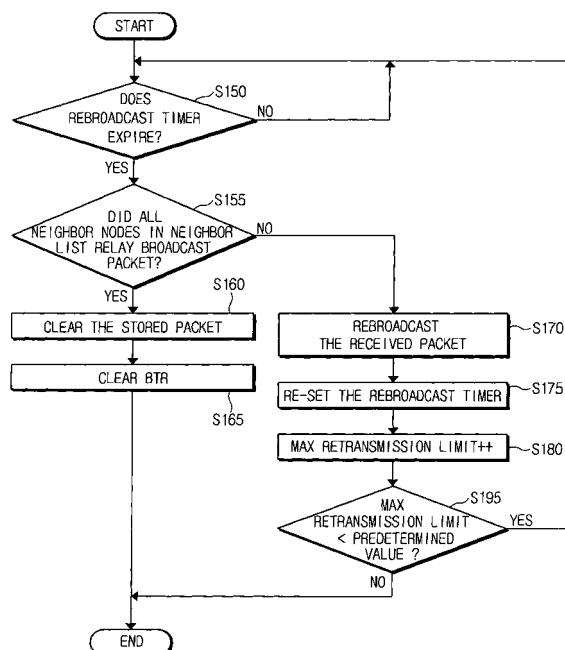 START
S150
DOES
REBROADCAST TIMER
EXPIRE?
NO
YES
S155
DID ALL
NEIGHBOR NODES IN NEIGHBOR
LIST RELAY BROADCAST
PACKET?
NO
YES
S160
CLEAR THE STORED PACKET
CLEAR BTR
S165
REBROADCAST
THE RECEIVED PACKET
S170
RE-SET THE REBROADCAST TIMER
S175
MAX RETRANSMISSION LIMIT++
S180
S195
MAX
RETRANSMISSION LIMIT
< PREDETERMINED
VALUE ?
YES
NO
END